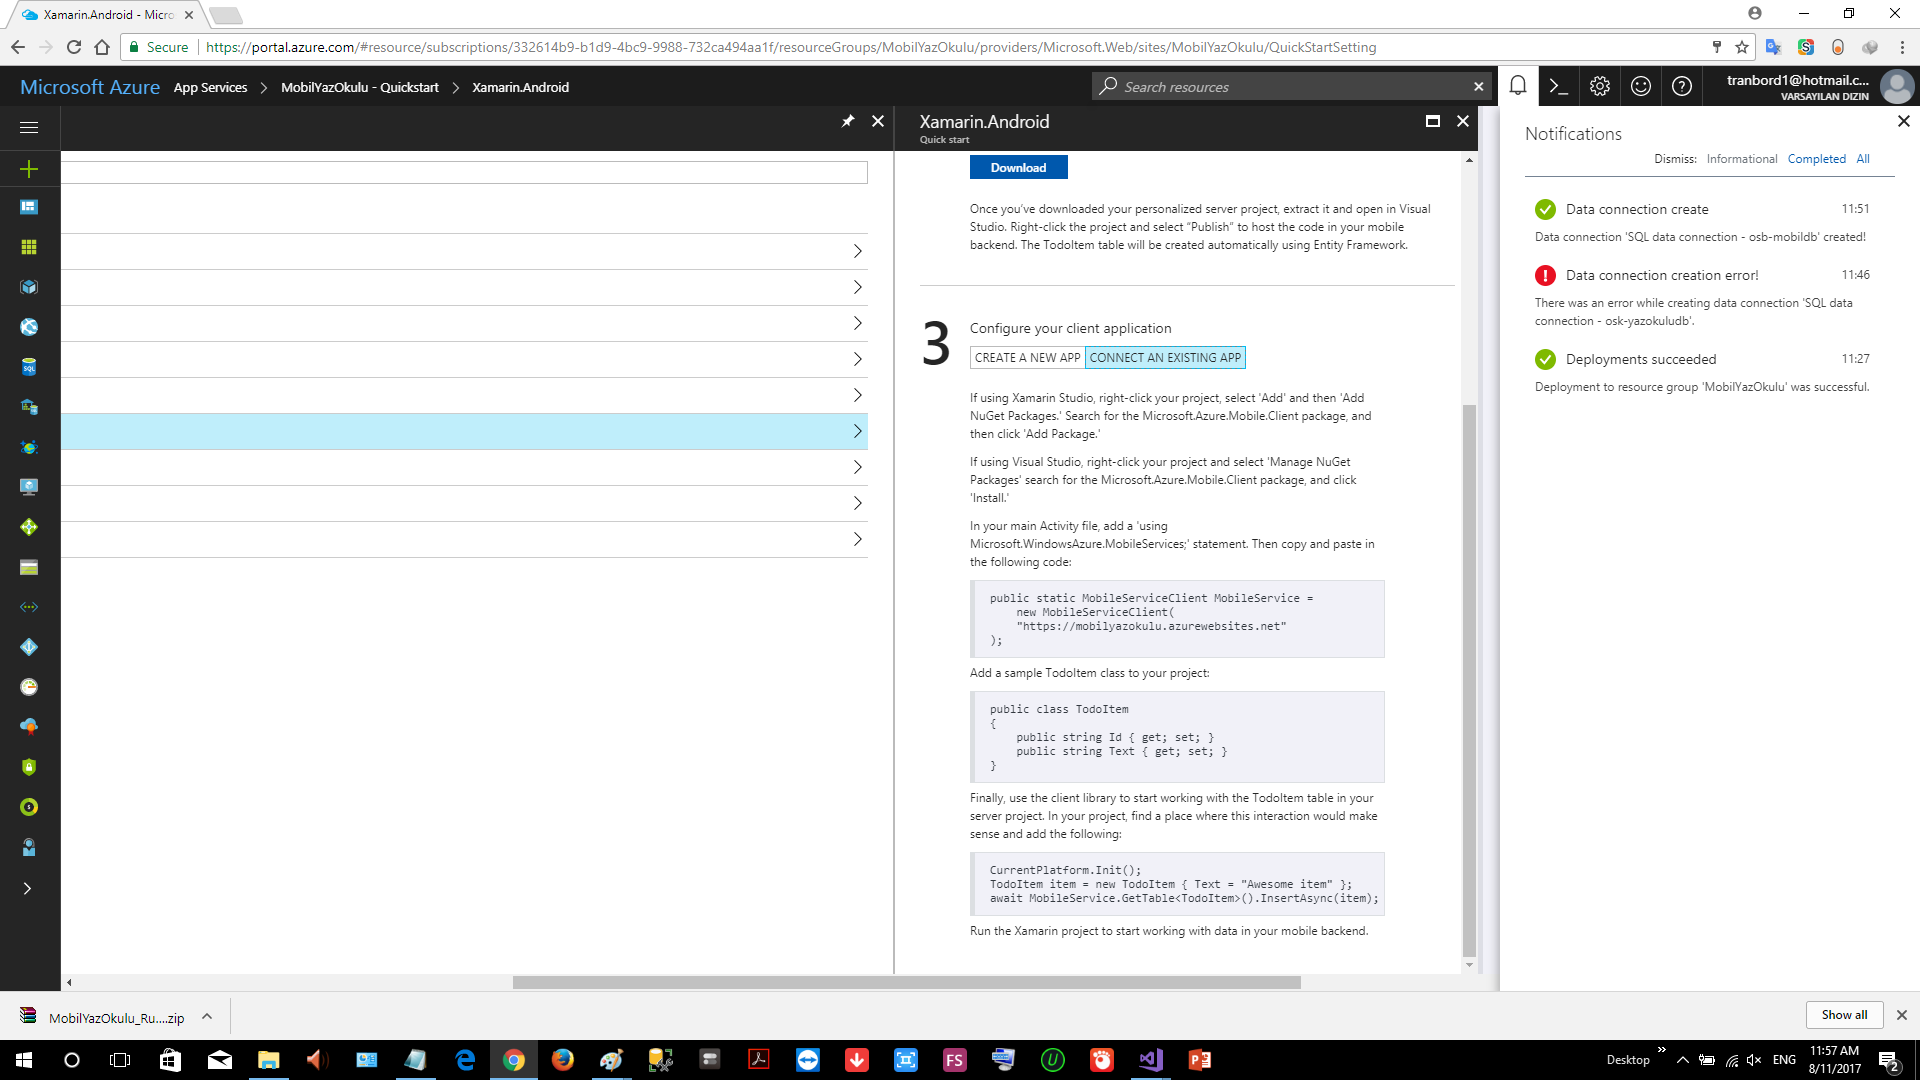 Xamarin.Android - Micro
Secure
https://portal.azure.com/#resource/subscriptions/332614b9-b1d9-4bc9-9988-732ca494aa1f/resourceGroups/MobilYazOkulu/providers/Microsoft.Web/sites/MobilYazOkulu/QuickStartSetting
Microsoft Azure App Services > MobilYazOkulu - Quickstart > Xamarin.Android
Search resources
tranbord1@hotmail.c...
VARSAYILAN DIZIN
Xamarin.Android
Quick start
Download
Once you've downloaded your personalized server project, extract it and open in Visual
Studio. Right-click the project and select “Publish” to host the code in your mobile
backend. The TodoItem table will be created automatically using Entity Framework.
3
Configure your client application
CREATE A NEW APP CONNECT AN EXISTING APP
If using Xamarin Studio, right-click your project, select 'Add' and then 'Add
NuGet Packages.' Search for the Microsoft.Azure.Mobile.Client package, and
then click 'Add Package.'
If using Visual Studio, right-click your project and select 'Manage NuGet
Packages' search for the Microsoft.Azure.Mobile.Client package, and click
'Install.'
In your main Activity file, add a 'using
Microsoft.WindowsAzure.MobileServices;' statement. Then copy and paste in
the following code:
public static MobileServiceClient MobileService =
    new MobileServiceClient(
    "https://mobilyazokulu.azurewebsites.net"
);
Add a sample TodoItem class to your project:
public class TodoItem
{
    public string Id { get; set; }
    public string Text { get; set; }
}
Finally, use the client library to start working with the TodoItem table in your
server project. In your project, find a place where this interaction would make
sense and add the following:
CurrentPlatform.Init();
TodoItem item = new TodoItem { Text = "Awesome item" };
await MobileService.GetTable<TodoItem>().InsertAsync(item);
Run the Xamarin project to start working with data in your mobile backend.
Notifications
Dismiss: Informational Completed All
Data connection create 11:51
Data connection 'SQL data connection - osb-mobildb' created!
Data connection creation error! 11:46
There was an error while creating data connection 'SQL data
connection - osk-yazokuludb'.
Deployments succeeded 11:27
Deployment to resource group 'MobilYazOkulu' was successful.
SQL
MobilYazOkulu_Ru....zip
Show all
FS
Desktop
ENG
11:57 AM
8/11/2017
2